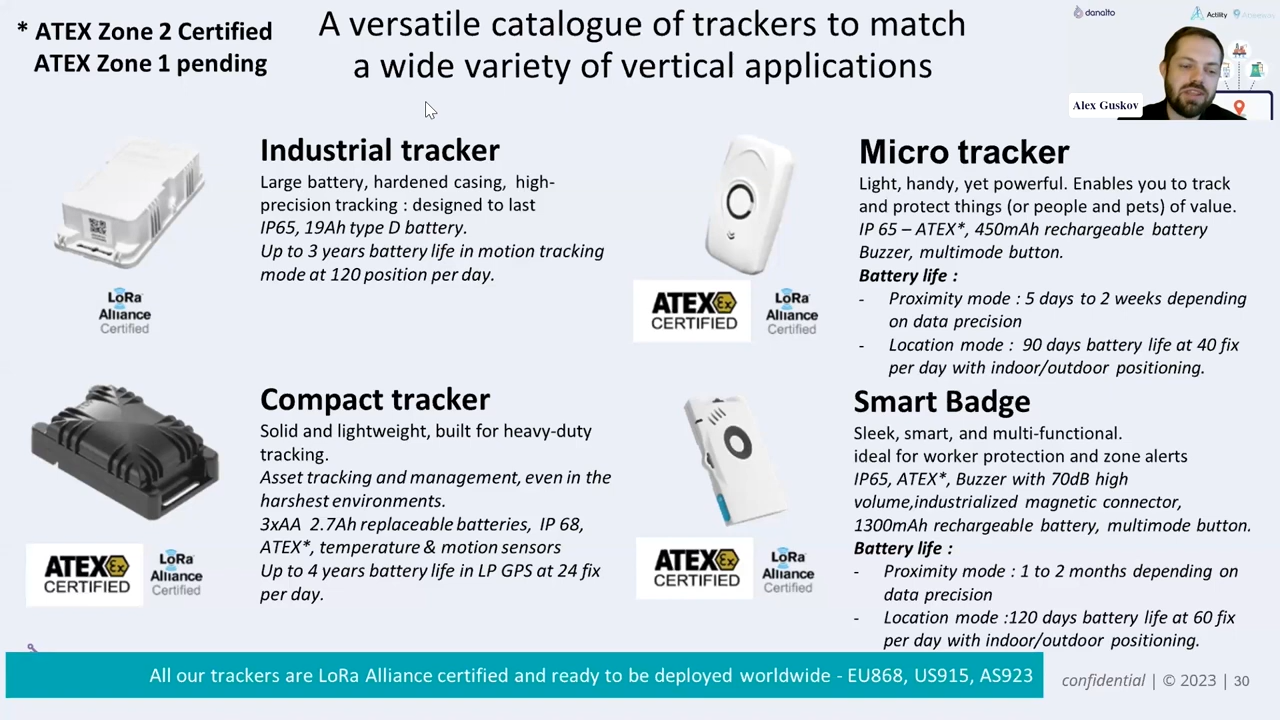 * ATEX Zone 2 Certified
ATEX Zone 1 pending
A versatile catalogue of trackers to match
a wide variety of vertical applications
danalto
Actility
Alex Guskov
Industrial tracker
Large battery, hardened casing, high-
precision tracking : designed to last
IP65, 19Ah type D battery.
Up to 3 years battery life in motion tracking
mode at 120 position per day.
LoRa
Alliance
Certified
Micro tracker
Light, handy, yet powerful. Enables you to track
and protect things (or people and pets) of value.
IP 65 – ATEX*, 450mAh rechargeable battery
Buzzer, multimode button.
Battery life :
- Proximity mode : 5 days to 2 weeks depending
on data precision
- Location mode : 90 days battery life at 40 fix
per day with indoor/outdoor positioning.
ATEX Ex
CERTIFIED
LoRa
Alliance
Certified
Compact tracker
Solid and lightweight, built for heavy-duty
tracking.
Asset tracking and management, even in the
harshest environments.
3xAA 2.7Ah replaceable batteries, IP 68,
ATEX*, temperature & motion sensors
Up to 4 years battery life in LP GPS at 24 fix
per day.
ATEX Ex
CERTIFIED
LoRa
Alliance
Certified
Smart Badge
Sleek, smart, and multi-functional.
ideal for worker protection and zone alerts
IP65, ATEX*, Buzzer with 70dB high
volume,industrialized magnetic connector,
1300mAh rechargeable battery, multimode button.
Battery life :
- Proximity mode : 1 to 2 months depending on
data precision
- Location mode :120 days battery life at 60 fix
per day with indoor/outdoor positioning.
ATEX Ex
CERTIFIED
LoRa
Alliance
Certified
All our trackers are LoRa Alliance certified and ready to be deployed worldwide - EU868, US915, AS923
confidential | © 2023 | 30